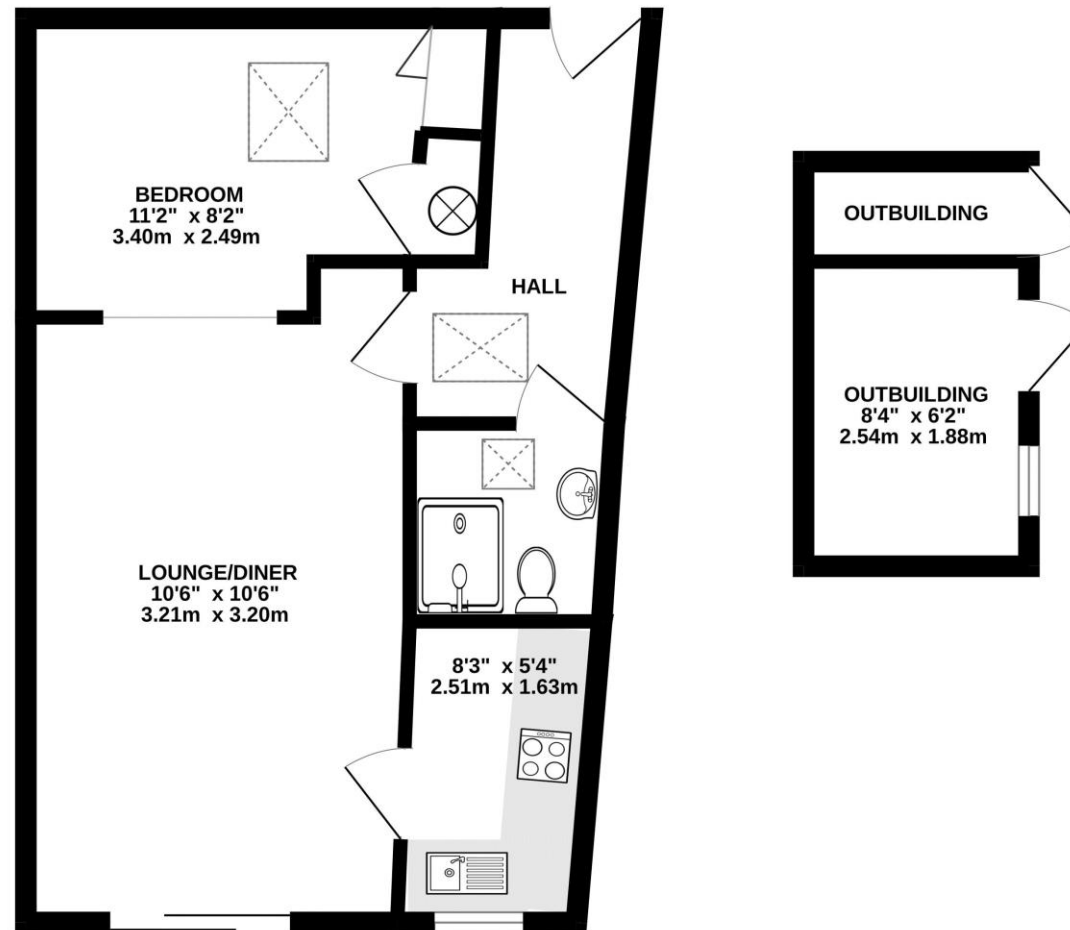 BEDROOM
11'2" x 8'2"
3.40m x 2.49m
HALL
OUTBUILDING
OUTBUILDING
8'4" x 6'2"
2.54m x 1.88m
LOUNGE/DINER
10'6" x 10'6"
3.21m x 3.20m
8'3" x 5'4"
2.51m x 1.63m